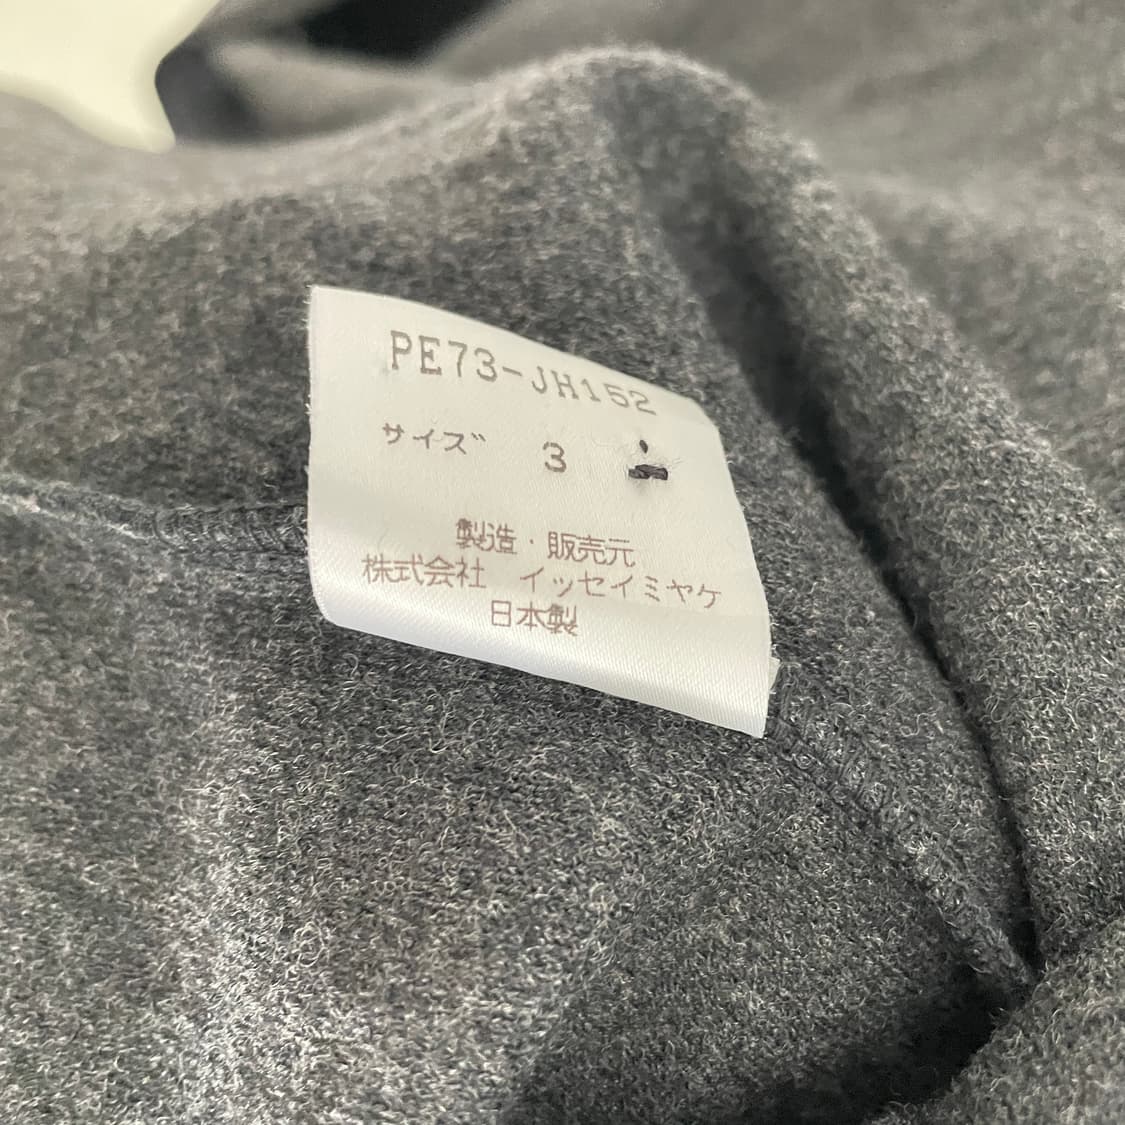 PE73-JH152
サイズ 3
製造・販売元
株式会社 イッセイミヤケ
日本製